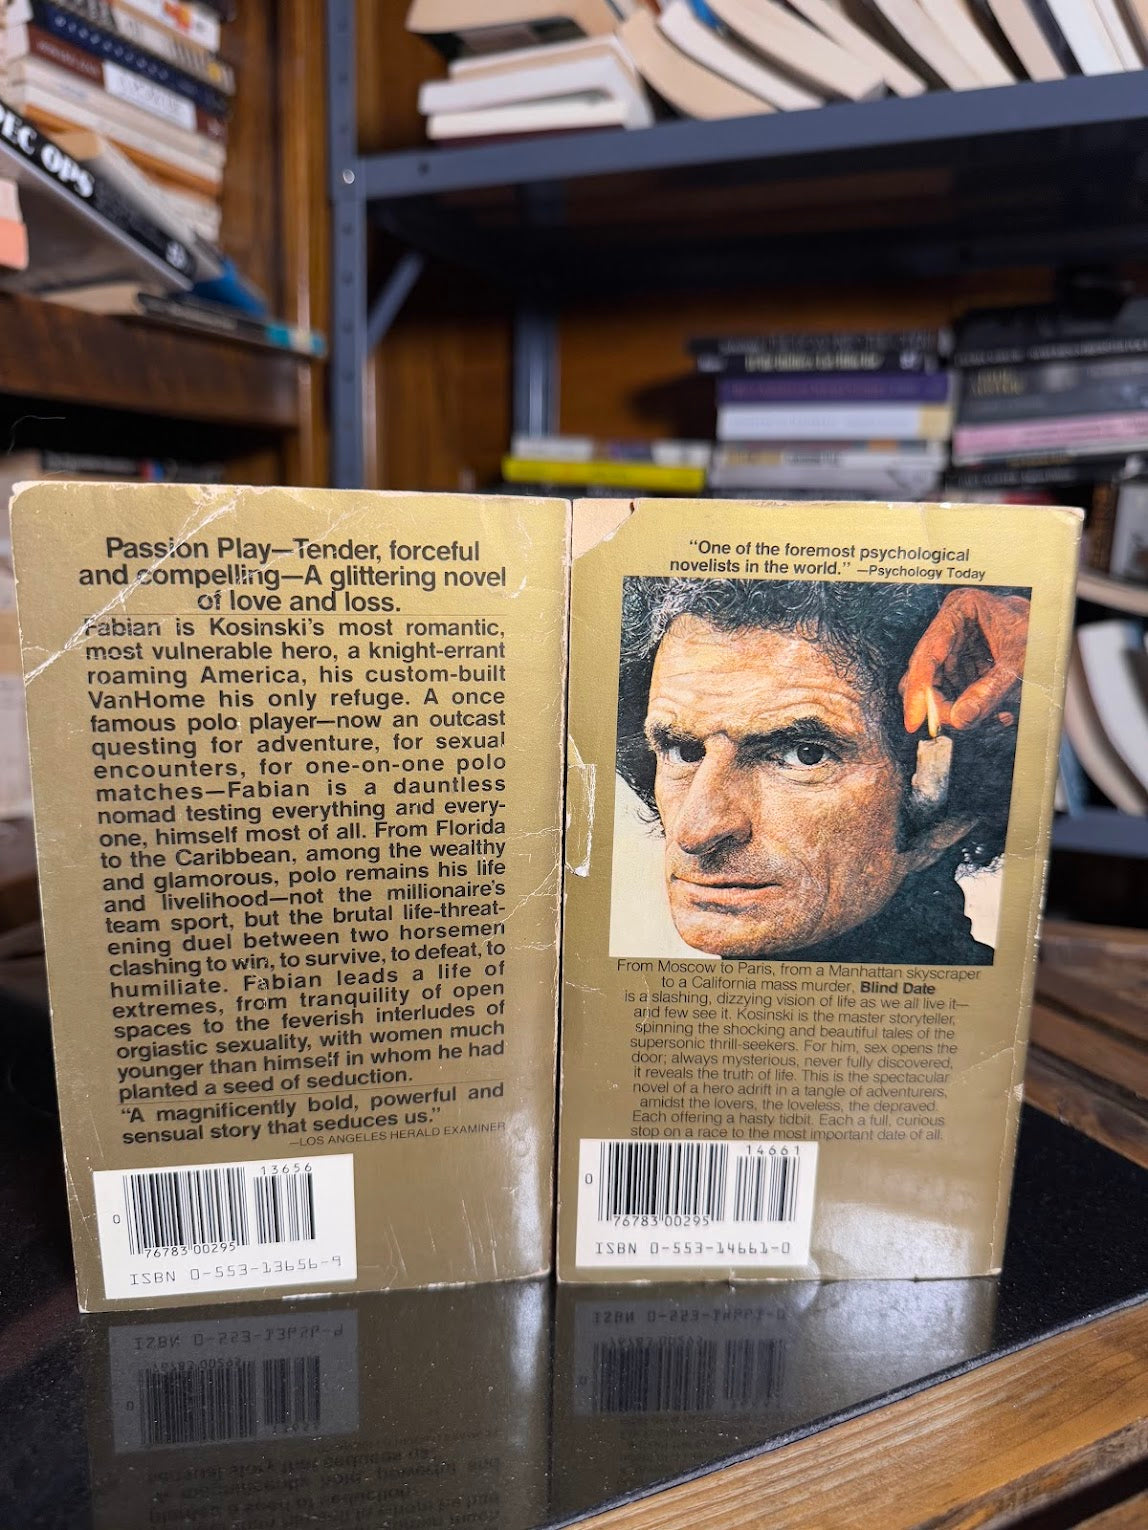 DEC OPS
Passion Play—Tender, forceful
and compelling—A glittering novel
of love and loss.
Fabian is Kosinski's most romantic,
most vulnerable hero, a knight-errant
roaming America, his custom-built
VanHome his only refuge. A once
famous polo player—now an outcast
questing for adventure, for sexual
encounters, for one-on-one polo
matches—Fabian is a dauntless
nomad testing everything and every-
one, himself most of all. From Florida
to the Caribbean, among the wealthy
and glamorous, polo remains his life
and livelihood—not the millionaire's
team sport, but the brutal life-threat-
ening duel between two horsemen
clashing to win, to survive, to defeat, to
humiliate. Fabian leads a life of
extremes, from tranquility of open
spaces to the feverish interludes of
orgiastic sexuality, with women much
younger than himself in whom he had
planted a seed of seduction.
"A magnificently bold, powerful and
sensual story that seduces us."
—LOS ANGELES HERALD EXAMINER
13656
0
76783 00295
ISBN 0-553-13656-9
"One of the foremost psychological
novelists in the world." —Psychology Today
From Moscow to Paris, from a Manhattan skyscraper
to a California mass murder, Blind Date
is a slashing, dizzying vision of life as we all live it—
and few see it. Kosinski is the master storyteller,
spinning the shocking and beautiful tales of the
supersonic thrill-seekers. For him, sex opens the
door; always mysterious, never fully discovered,
it reveals the truth of life. This is the spectacular
novel of a hero adrift in a tangle of adventurers,
amidst the lovers, the loveless, the depraved.
Each offering a hasty tidbit. Each a full, curious
stop on a race to the most important date of all.
14661
0
76783 00295
ISBN 0-553-14661-0